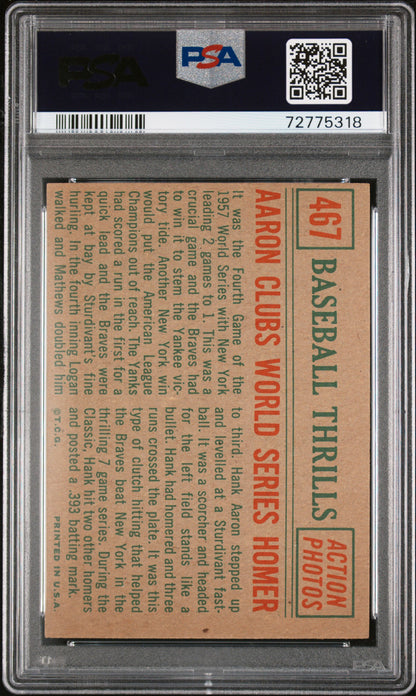 PSA
PSA
72775318
467
BASEBALL THRILLS
ACTION
PHOTOS
AARON CLUBS WORLD SERIES HOMER
It was the Fourth Game of the
1957 World Series with New York
leading 2 games to 1. This was a
crucial game and the Braves had
to win it to stem the Yankee vic-
tory tide. Another New York win
would put the American League
Champions out of reach. The Yanks
had scored a run in the first for a
quick lead and the Braves were
kept at bay by Sturdivant's fine
hurling. In the fourth inning Logan
walked and Mathews doubled him
to third. Hank Aaron stepped up
and levelled at a Sturdivant fast-
ball. It was a scorcher and headed
for the left field stands like a
bullet. Hank had homered and three
runs crossed the plate. It was this
type of clutch hitting that helped
the Braves beat New York in the
thrilling 7 game series. During the
Classic, Hank hit two other homers
and posted a .393 batting mark.
©T.C.G. PRINTED IN U.S.A.
PSA